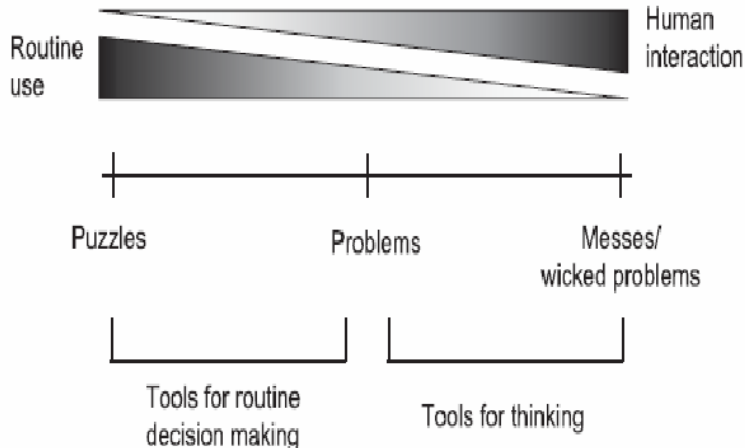 Human
interaction
Routine
use
Puzzles
Problems
Messes/
wicked problems
Tools for routine
decision making
Tools for thinking